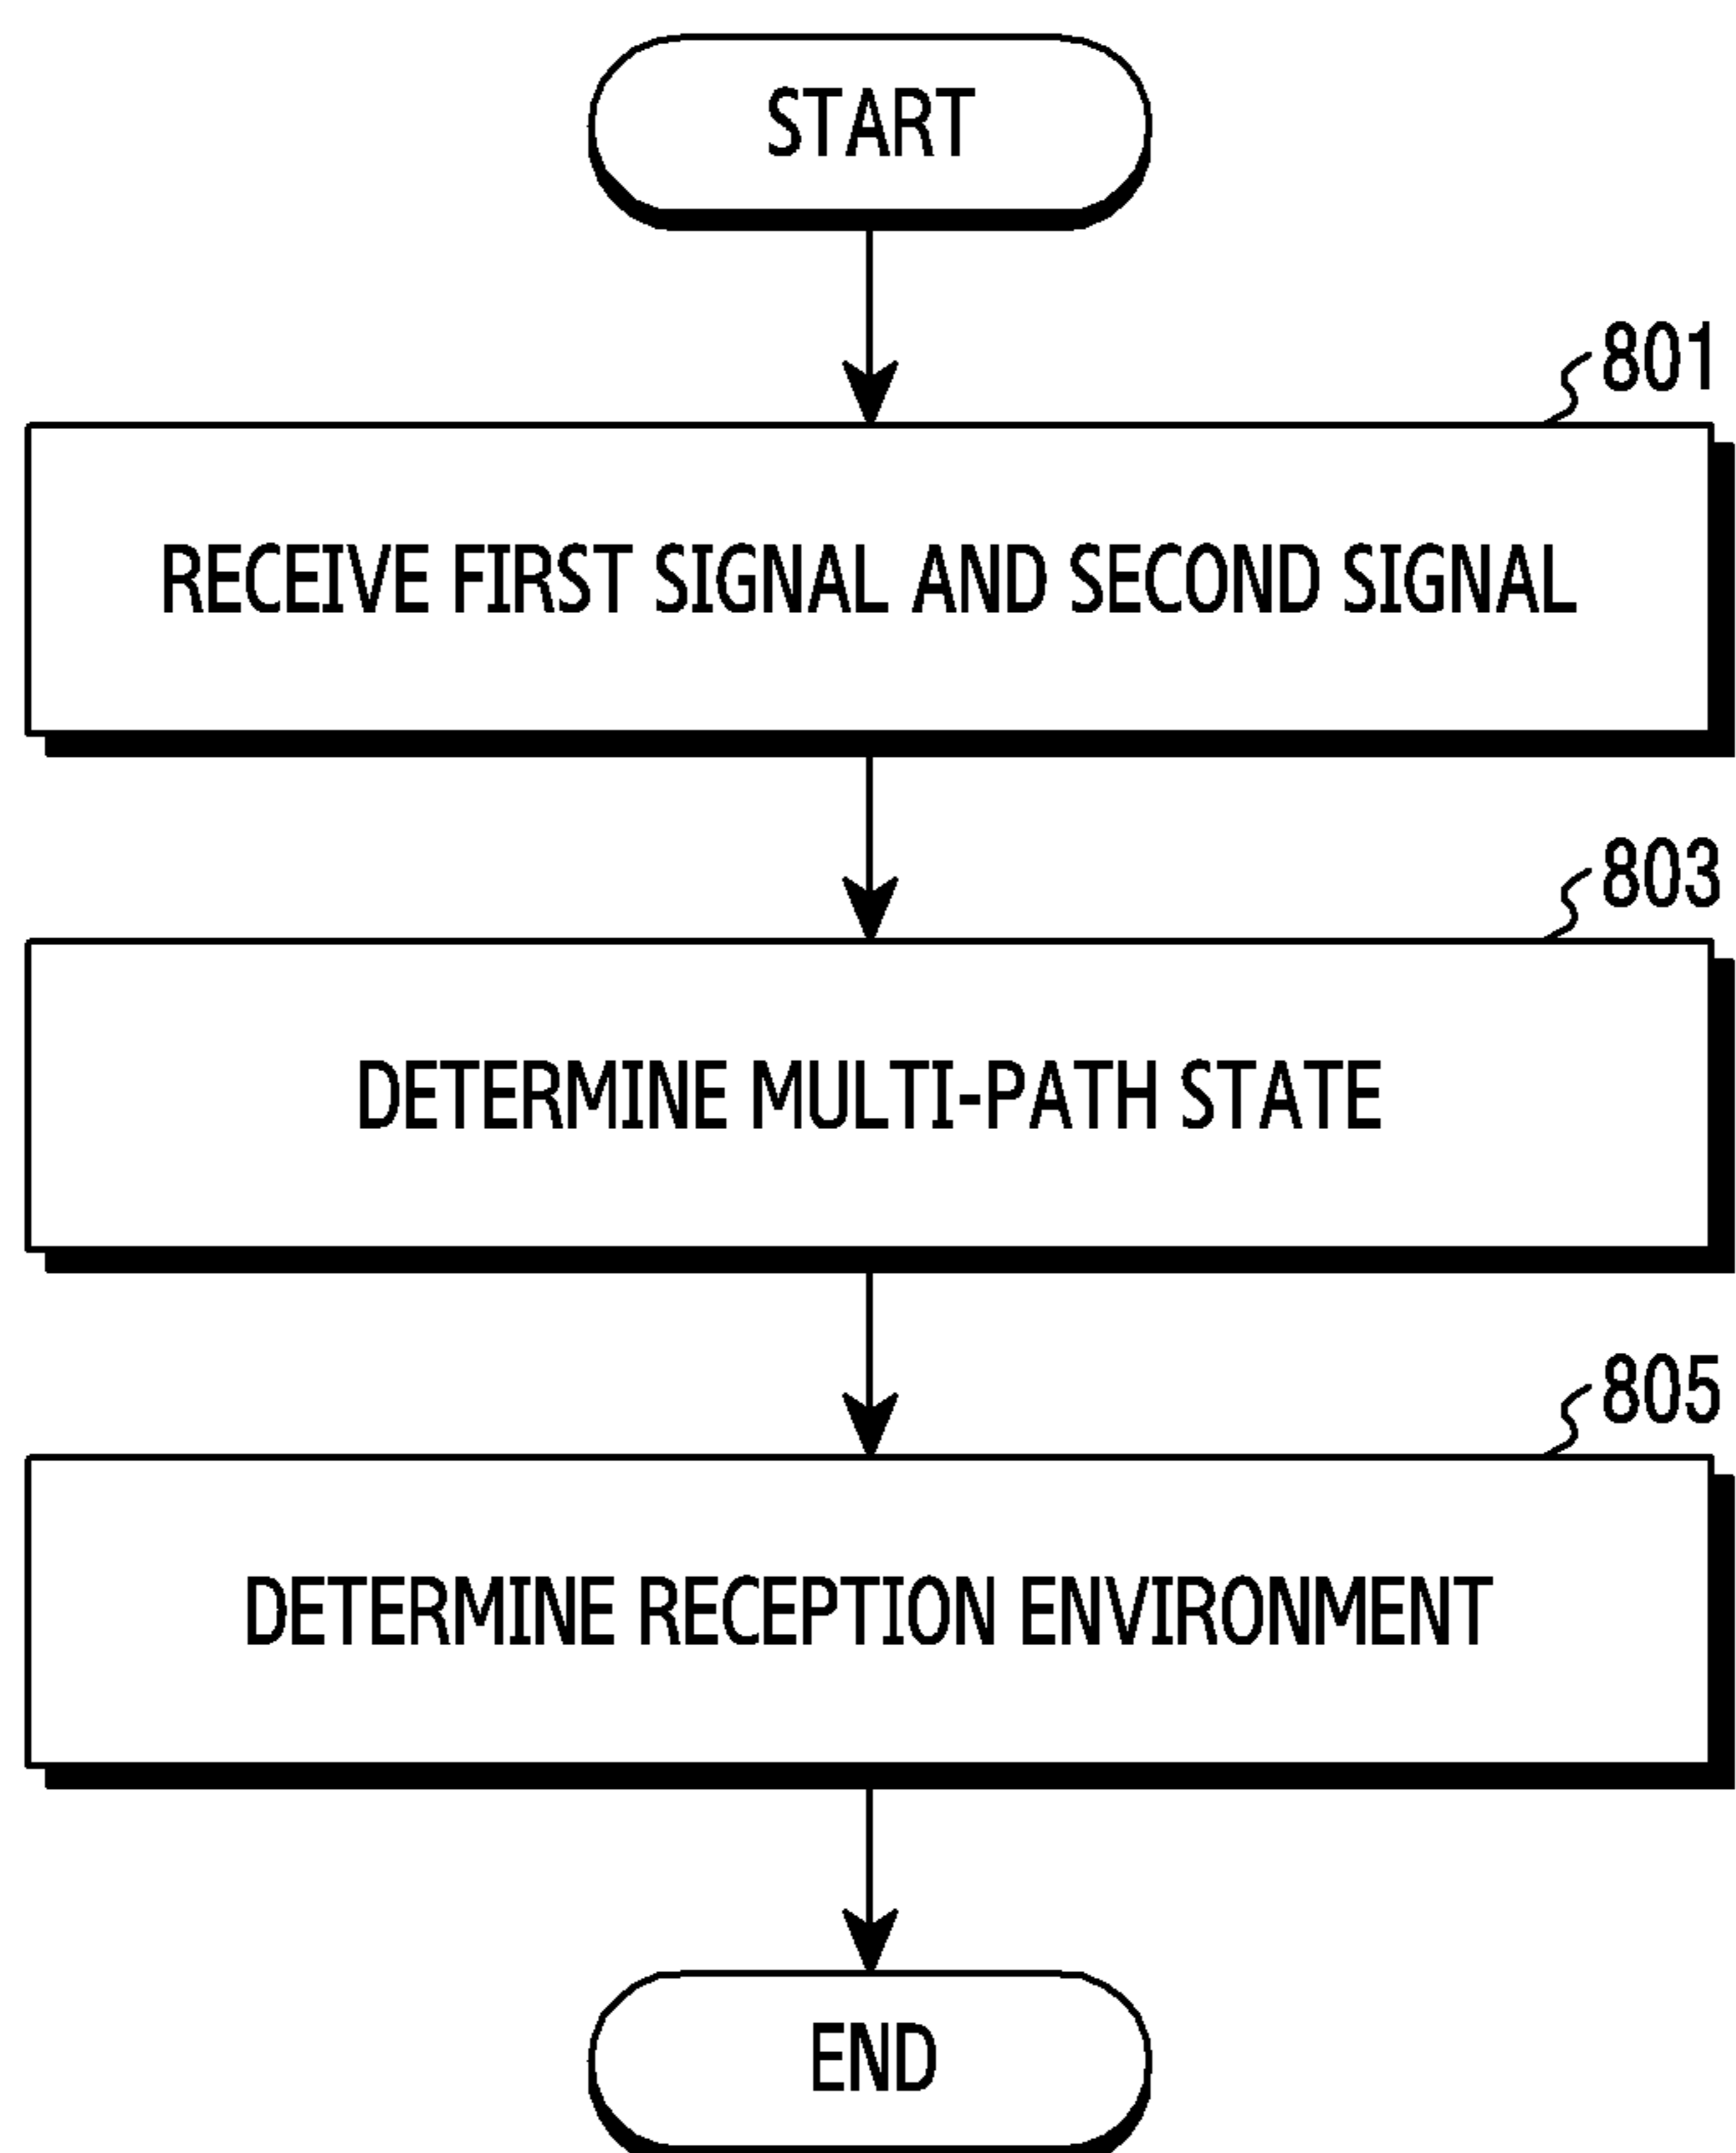 START
801
RECEIVE FIRST SIGNAL AND SECOND SIGNAL
803
DETERMINE MULTI-PATH STATE
805
DETERMINE RECEPTION ENVIRONMENT
END